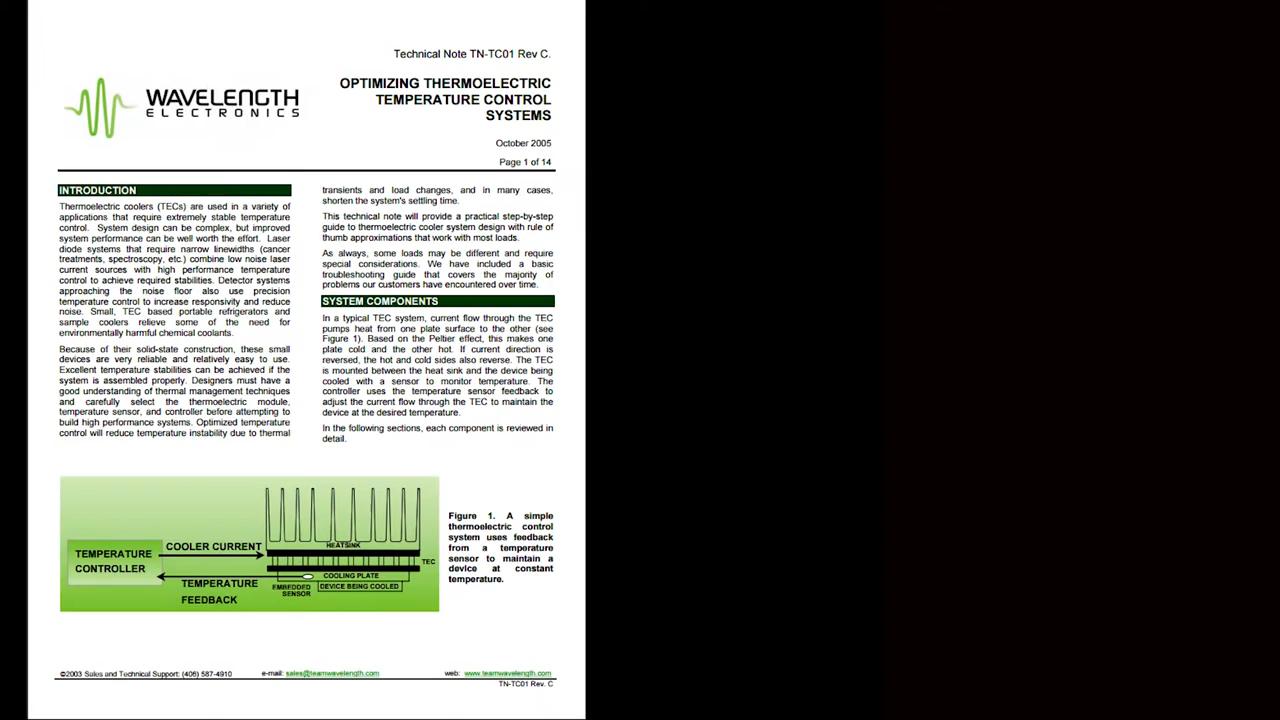 Technical Note TN-TC01 Rev C.
WAVELENGTH
ELECTRONICS
OPTIMIZING THERMOELECTRIC
TEMPERATURE CONTROL
SYSTEMS
October 2005
Page 1 of 14
INTRODUCTION
Thermoelectric coolers (TECs) are used in a variety of
applications that require extremely stable temperature
control. System design can be complex, but improved
system performance can be well worth the effort. Laser
diode systems that require narrow linewidths (cancer
treatments, spectroscopy, etc.) combine low noise laser
current sources with high performance temperature
control to achieve required stabilities. Detector systems
approaching the noise floor also use precision
temperature control to increase responsivity and reduce
noise. Small, TEC based portable refrigerators and
sample coolers relieve some of the need for
environmentally harmful chemical coolants.
Because of their solid-state construction, these small
devices are very reliable and relatively easy to use.
Excellent temperature stabilities can be achieved if the
system is assembled properly. Designers must have a
good understanding of thermal management techniques
and carefully select the thermoelectric module,
temperature sensor, and controller before attempting to
build high performance systems. Optimized temperature
control will reduce temperature instability due to thermal
transients and load changes, and in many cases,
shorten the system's settling time.
This technical note will provide a practical step-by-step
guide to thermoelectric cooler system design with rule of
thumb approximations that work with most loads.
As always, some loads may be different and require
special considerations. We have included a basic
troubleshooting guide that covers the majority of
problems our customers have encountered over time.
SYSTEM COMPONENTS
In a typical TEC system, current flow through the TEC
pumps heat from one plate surface to the other (see
Figure 1). Based on the Peltier effect, this makes one
plate cold and the other hot. If current direction is
reversed, the hot and cold sides also reverse. The TEC
is mounted between the heat sink and the device being
cooled with a sensor to monitor temperature. The
controller uses the temperature sensor feedback to
adjust the current flow through the TEC to maintain the
device at the desired temperature.
In the following sections, each component is reviewed in
detail.
TEMPERATURE
CONTROLLER
COOLER CURRENT
TEMPERATURE
FEEDBACK
HEATSINK
TEC
COOLING PLATE
EMBEDDED
SENSOR
DEVICE BEING COOLED
Figure 1. A simple
thermoelectric control
system uses feedback
from a temperature
sensor to maintain a
device at constant
temperature.
©2003 Sales and Technical Support: (406) 587-4910 e-mail: sales@teamwavelength.com web: www.teamwavelength.com
TN-TC01 Rev. C